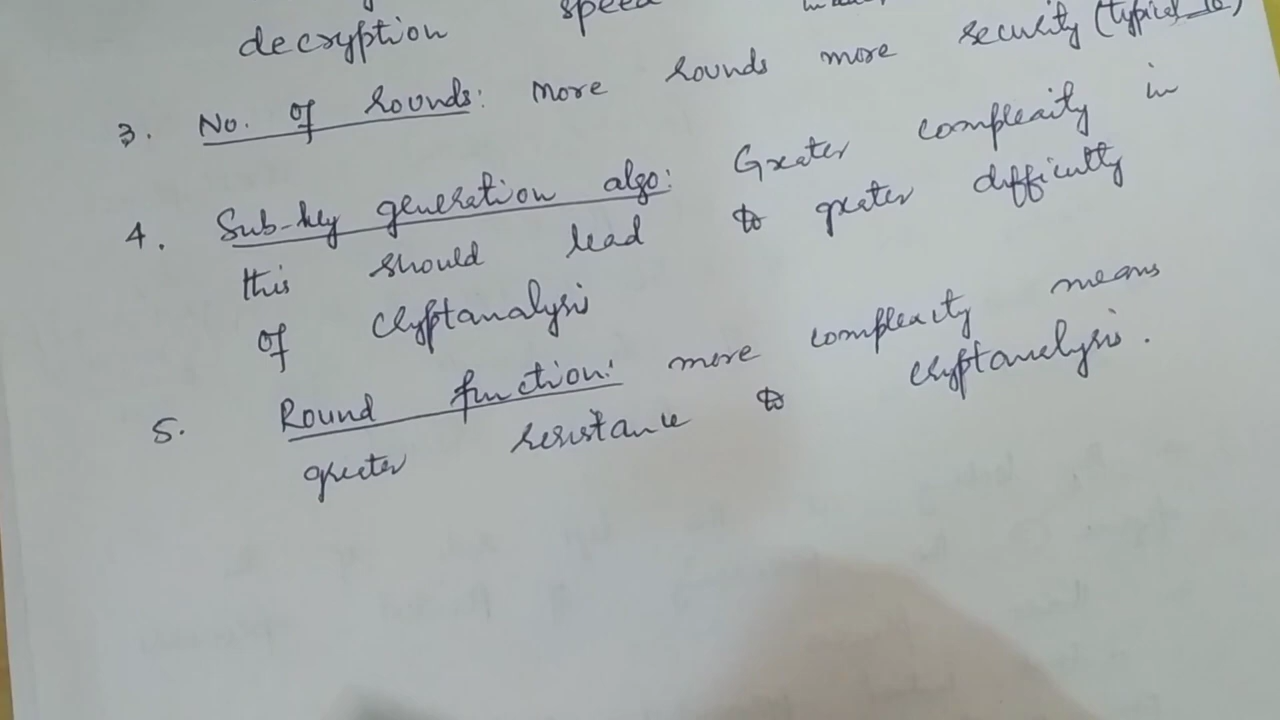 decryption speed
3. No. of rounds: more rounds more security (typical 16)
4. Sub-key generation algo: Greater complexity in
this should lead to greater difficulty
of cryptanalysis
5. Round function: more complexity means
greater resistance to cryptanalysis.